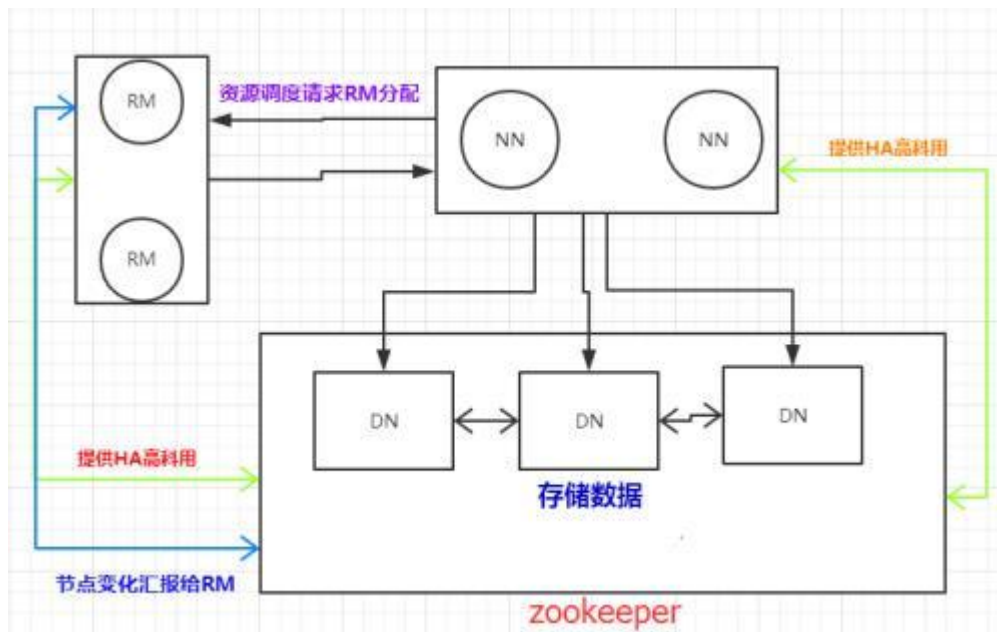 RM
资源调度请求RM分配
NN
NN
提供HA高科用
RM
DN
DN
DN
提供HA高科用
存储数据
节点变化汇报给RM
zookeeper